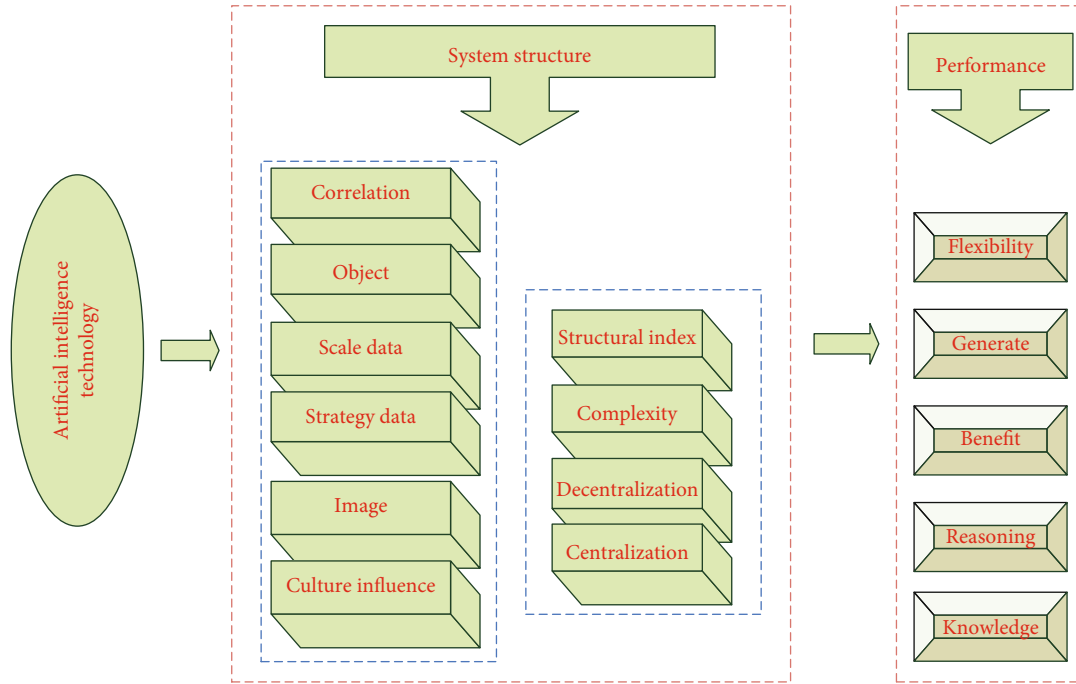 Artificial intelligence
technology
System structure
Correlation
Object
Scale data
Strategy data
Image
Culture influence
Structural index
Complexity
Decentralization
Centralization
Performance
Flexibility
Generate
Benefit
Reasoning
Knowledge